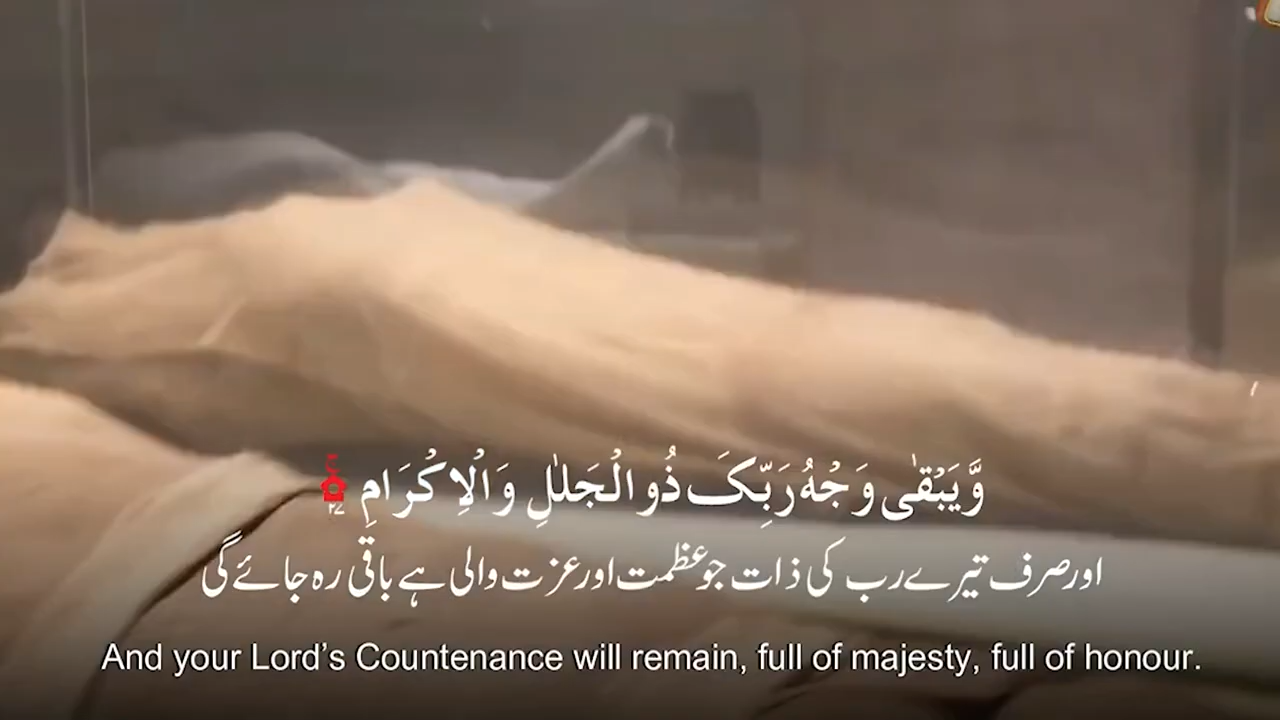 وَّیَبْقٰی وَجْهُ رَبِّکَ ذُو الْجَلٰلِ وَالْاِکْرَامِ ۲۷
اور صرف تیرے رب کی ذات جو عظمت اور عزت والی ہے باقی رہ جائے گی
And your Lord’s Countenance will remain, full of majesty, full of honour.